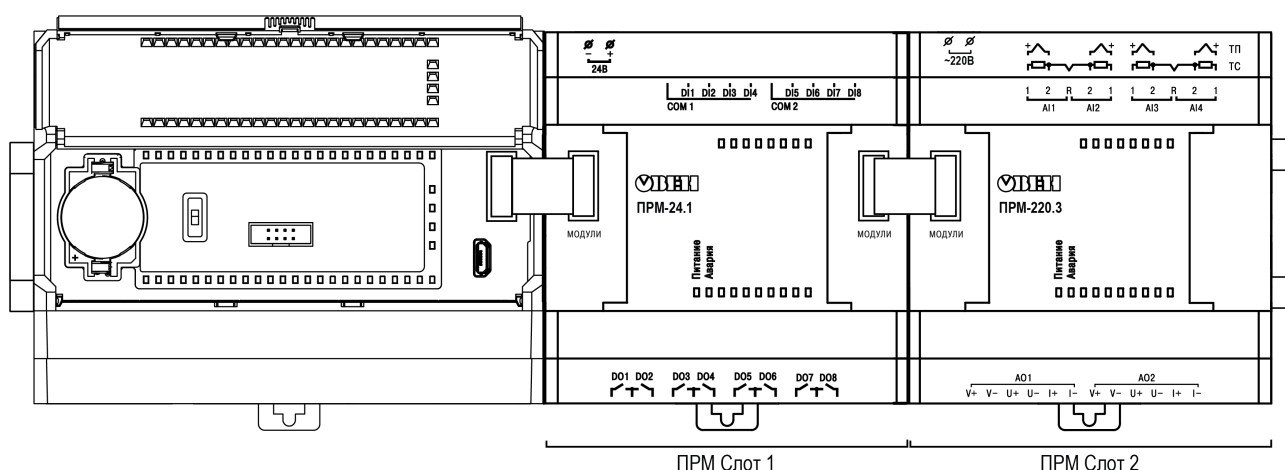 - +
24В
DI1 DI2 DI3 DI4
COM 1
DI5 DI6 DI7 DI8
COM 2
ОВЕН
ПРМ-24.1
МОДУЛИ
МОДУЛИ
Питание
Авария
DO1 DO2 DO3 DO4 DO5 DO6 DO7 DO8
ПРМ Слот 1
~220В
+ + + + ТП
ТС
1 2 R 2 1 1 2 R 2 1
AI1 AI2 AI3 AI4
ОВЕН
ПРМ-220.3
МОДУЛИ
Питание
Авария
AO1 AO2
V+ V- U+ U- I+ I- V+ V- U+ U- I+ I-
ПРМ Слот 2
+